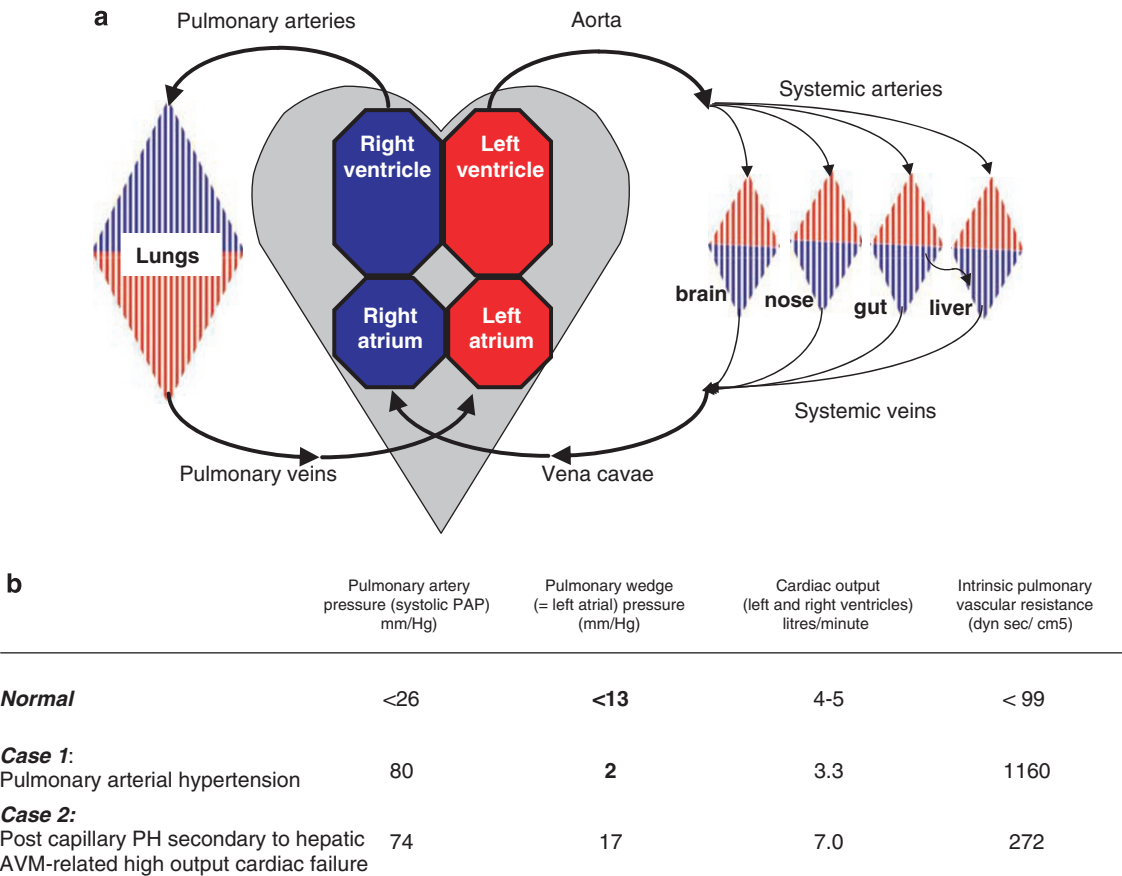 a
Pulmonary arteries
Aorta
Systemic arteries
Right
ventricle
Left
ventricle
Lungs
brain
nose
gut
liver
Right
atrium
Left
atrium
Systemic veins
Pulmonary veins
Vena cavae
b
Pulmonary artery
pressure (systolic PAP)
mm/Hg)
Pulmonary wedge
(= left atrial) pressure
(mm/Hg)
Cardiac output
(left and right ventricles)
litres/minute
Intrinsic pulmonary
vascular resistance
(dyn sec/ cm5)
Normal <26 <13 4-5 < 99
Case 1:
Pulmonary arterial hypertension 80 2 3.3 1160
Case 2:
Post capillary PH secondary to hepatic 74 17 7.0 272
AVM-related high output cardiac failure